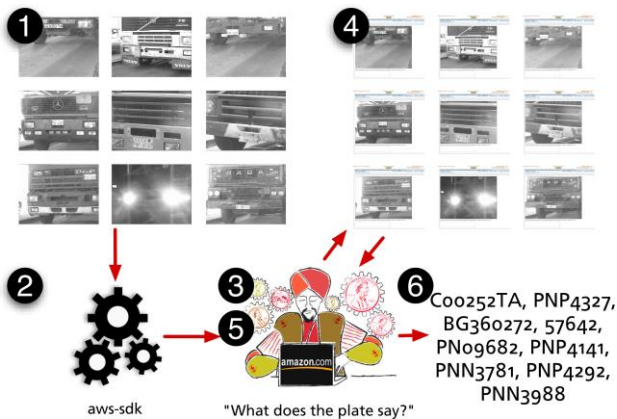 1
4
2
3
5
6
amazon.com
Coo252TA, PNP4327,
BG360272, 57642,
PNo9682, PNP4141,
PNN3781, PNP4292,
PNN3988
aws-sdk
"What does the plate say?"